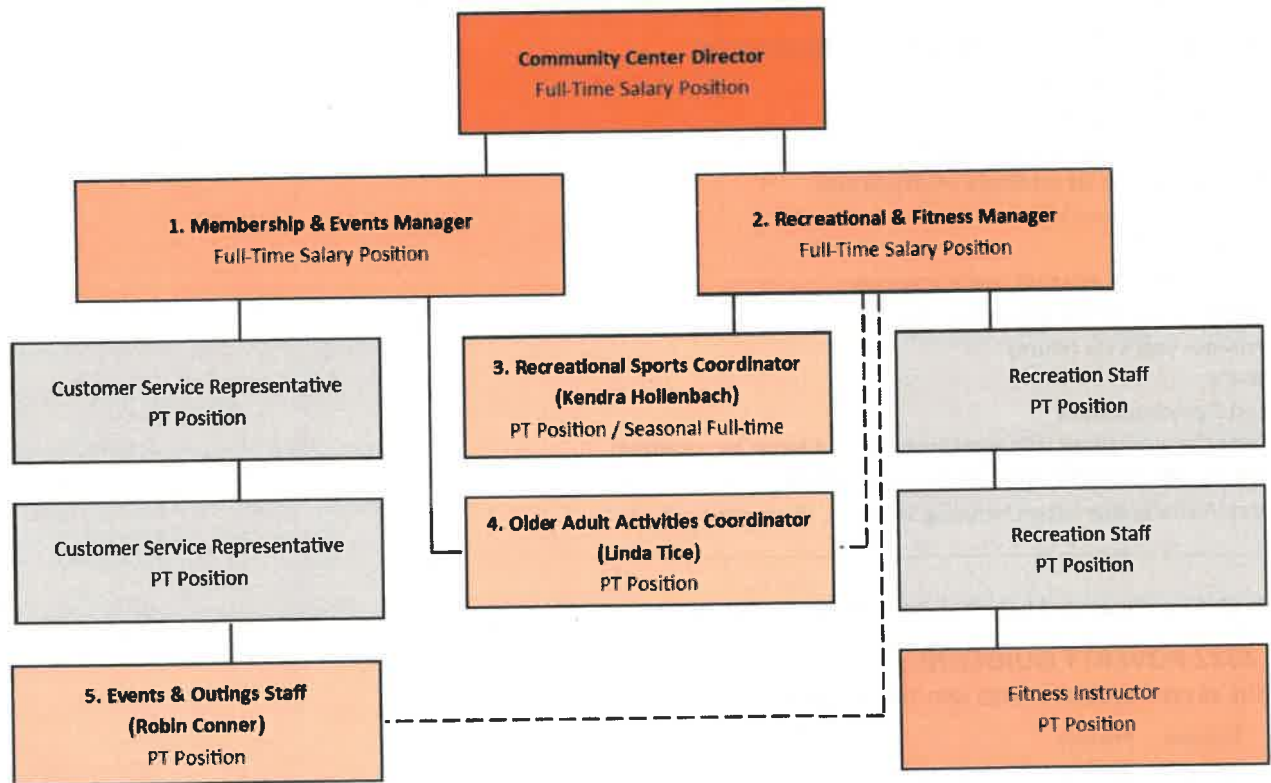 Community Center Director
Full-Time Salary Position
1. Membership & Events Manager
Full-Time Salary Position
2. Recreational & Fitness Manager
Full-Time Salary Position
Customer Service Representative
PT Position
3. Recreational Sports Coordinator
(Kendra Hollenbach)
PT Position / Seasonal Full-time
Recreation Staff
PT Position
Customer Service Representative
PT Position
4. Older Adult Activities Coordinator
(Linda Tice)
PT Position
Recreation Staff
PT Position
5. Events & Outings Staff
(Robin Conner)
PT Position
Fitness Instructor
PT Position